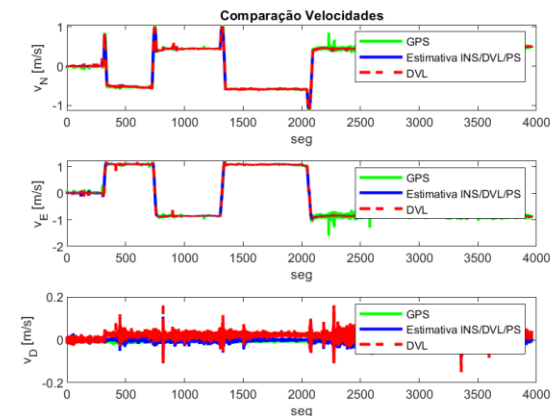 Comparação Velocidades
1
0
-1
v_N [m/s]
GPS
Estimativa INS/DVL/PS
DVL
0 500 1000 1500 2000 2500 3000 3500 4000
seg
1
0
-1
-2
v_E [m/s]
GPS
Estimativa INS/DVL/PS
DVL
0 500 1000 1500 2000 2500 3000 3500 4000
seg
0.2
0
-0.2
v_D [m/s]
GPS
Estimativa INS/DVL/PS
DVL
0 500 1000 1500 2000 2500 3000 3500 4000
seg